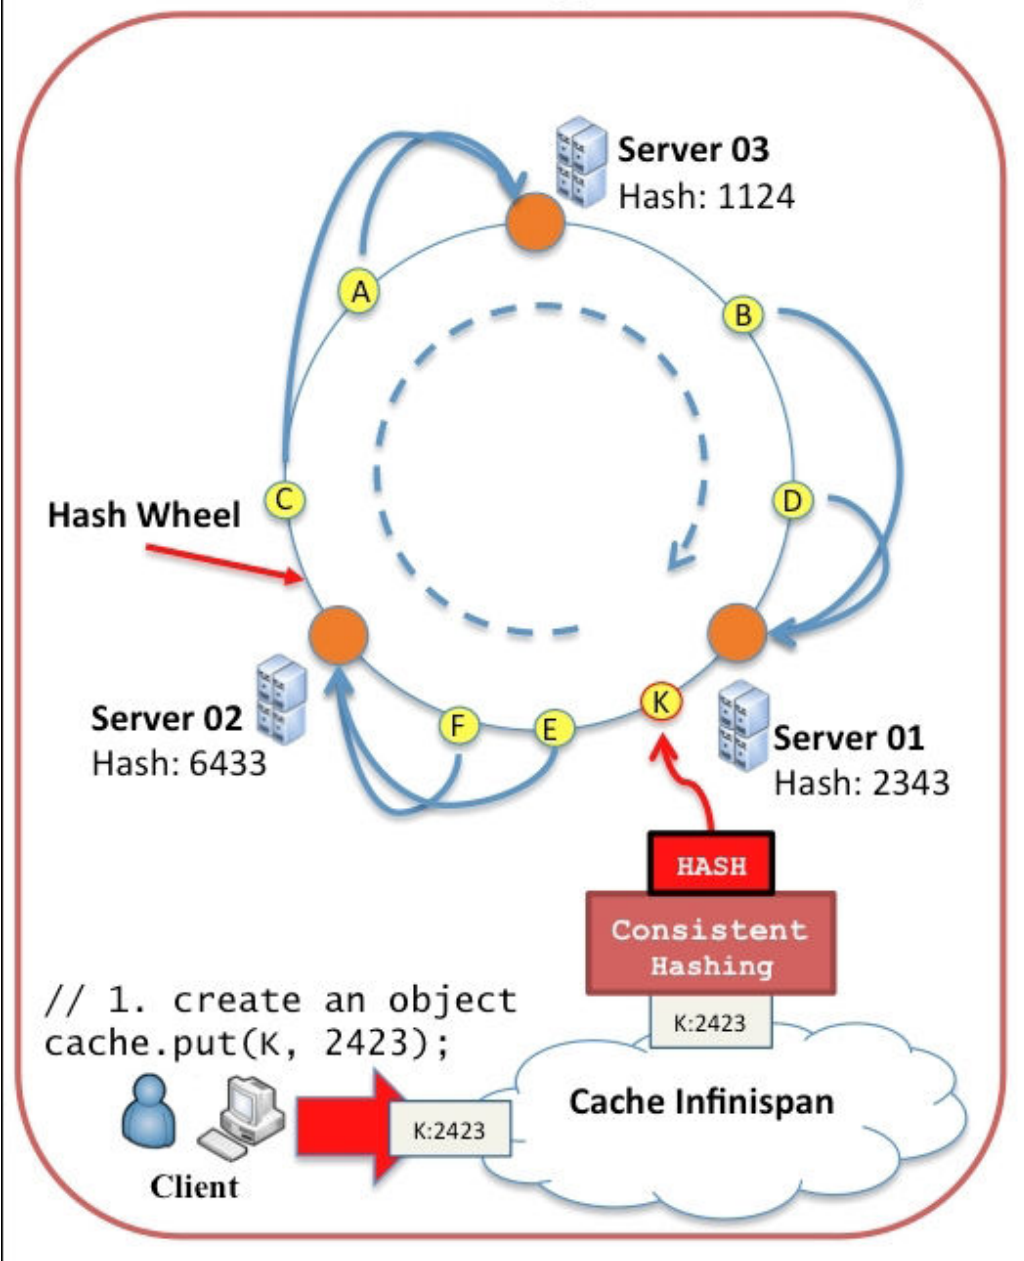 Server 03
Hash: 1124
A
B
C
D
Hash Wheel
K
F
E
Server 02
Hash: 6433
Server 01
Hash: 2343
HASH
Consistent
Hashing
K:2423
// 1. create an object
cache.put(K, 2423);
Cache Infinispan
K:2423
Client